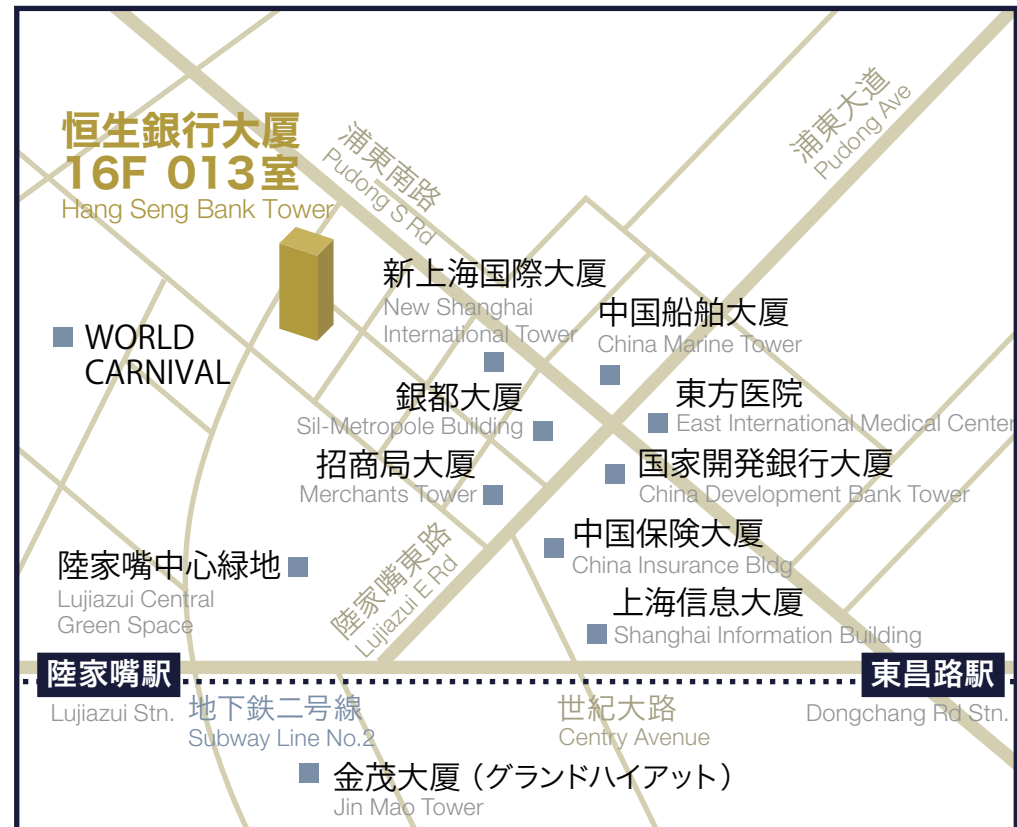 恒生銀行大厦
16F 013室
Hang Seng Bank Tower
浦東南路
Pudong S Rd
浦東大道
Pudong Ave
新上海国際大厦
New Shanghai
International Tower
中国船舶大厦
China Marine Tower
WORLD
CARNIVAL
銀都大厦
Sil-Metropole Building
東方医院
East International Medical Center
招商局大厦
Merchants Tower
国家開発銀行大厦
China Development Bank Tower
陸家嘴東路
Lujiazui E Rd
中国保険大厦
China Insurance Bldg
陸家嘴中心緑地
Lujiazui Central
Green Space
上海信息大厦
Shanghai Information Building
陸家嘴駅
Lujiazui Stn.
地下鉄二号線
Subway Line No.2
世紀大路
Centry Avenue
東昌路駅
Dongchang Rd Stn.
金茂大厦（グランドハイアット）
Jin Mao Tower